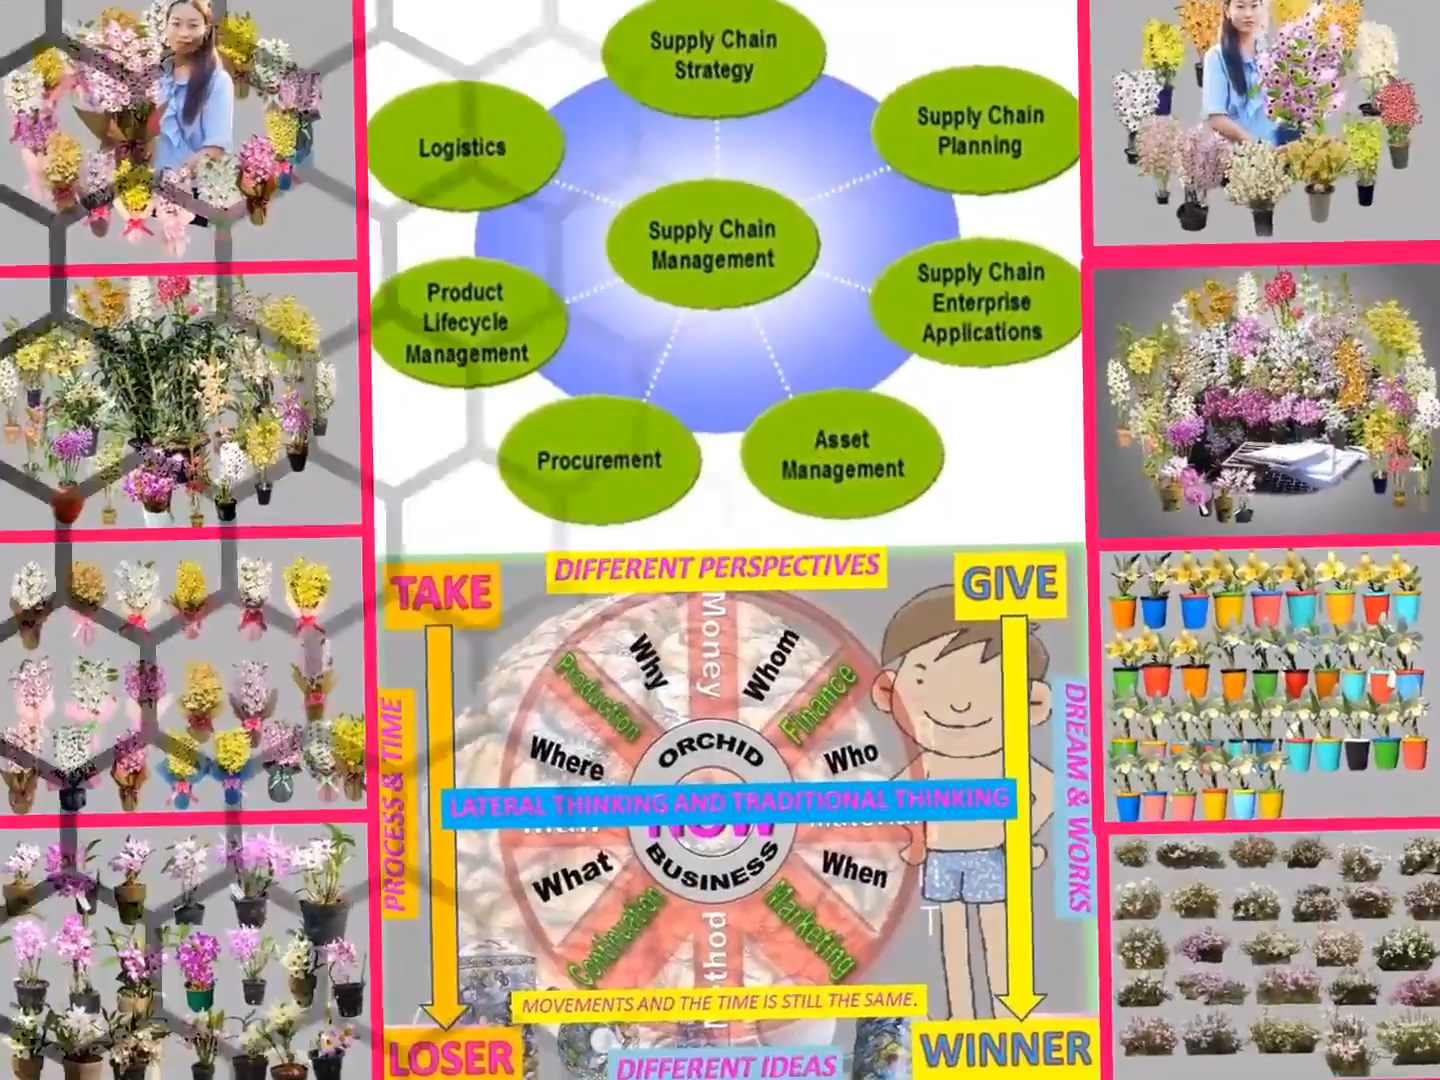 Supply Chain
Strategy
Logistics
Supply Chain
Planning
Supply Chain
Management
Product
Lifecycle
Management
Supply Chain
Enterprise
Applications
Procurement
Asset
Management
DIFFERENT PERSPECTIVES
TAKE
GIVE
Money
Why
Whom
Production
Finance
Where
ORCHID
Who
PROCESS & TIME
DREAM & WORKS
LATERAL THINKING AND TRADITIONAL THINKING
HOW
What
BUSINESS
When
Marketing
MOVEMENTS AND THE TIME IS STILL THE SAME.
LOSER
WINNER
DIFFERENT IDEAS